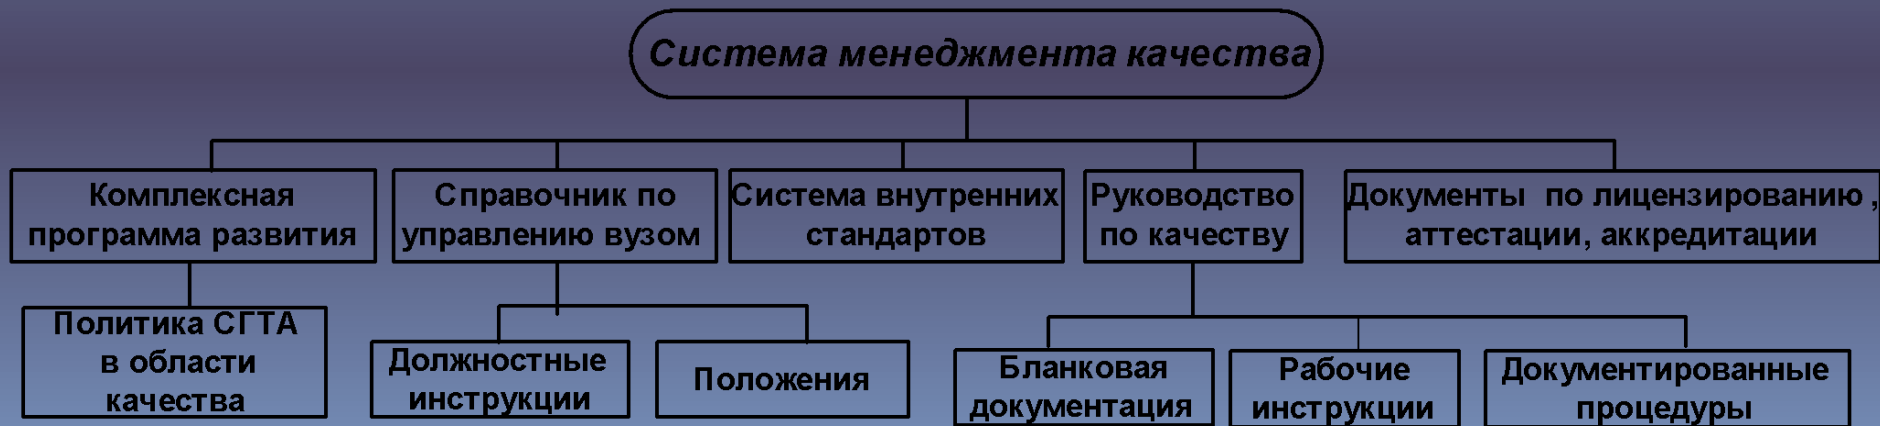 Система менеджмента качества
Комплексная
программа развития
Справочник по
управлению вузом
Система внутренних
стандартов
Руководство
по качеству
Документы по лицензированию ,
аттестации, аккредитации
Политика СГТА
в области
качества
Должностные
инструкции
Положения
Бланковая
документация
Рабочие
инструкции
Документированные
процедуры